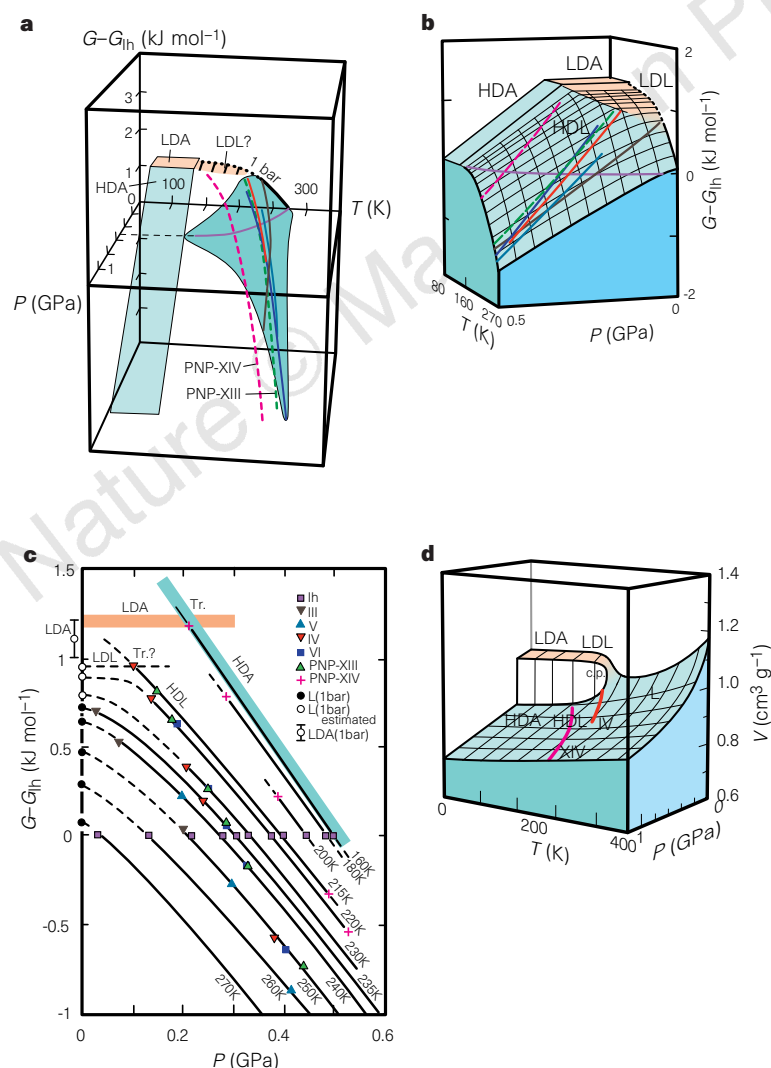 a
G–GIh (kJ mol–1)
3
2
1
0
–1
LDA
LDL?
1 bar
HDA
100
300
T (K)
P (GPa)
PNP-XIV
PNP-XIII
b
LDA
LDL
HDA
HDL
2
0
-2
G–GIh (kJ mol–1)
80
160
270
0.5
0
T (K)
P (GPa)
c
1.5
1
0.5
0
-0.5
-1
G–GIh (kJ mol–1)
LDA
LDA
Tr.
LDL
Tr.?
HDL
HDA
Ih
III
V
IV
VI
PNP-XIII
PNP-XIV
L(1bar)
L(1bar)
estimated
LDA(1bar)
160K
180K
200K
215K
220K
230K
235K
240K
250K
260K
270K
0
0.2
0.4
0.6
P (GPa)
d
1.4
1.2
1.0
0.8
0.6
V (cm3 g–1)
LDA
LDL
c.p.
L
HDA
HDL
IV
XIV
0
200
400
T (K)
1
0
P (GPa)
Nature ©